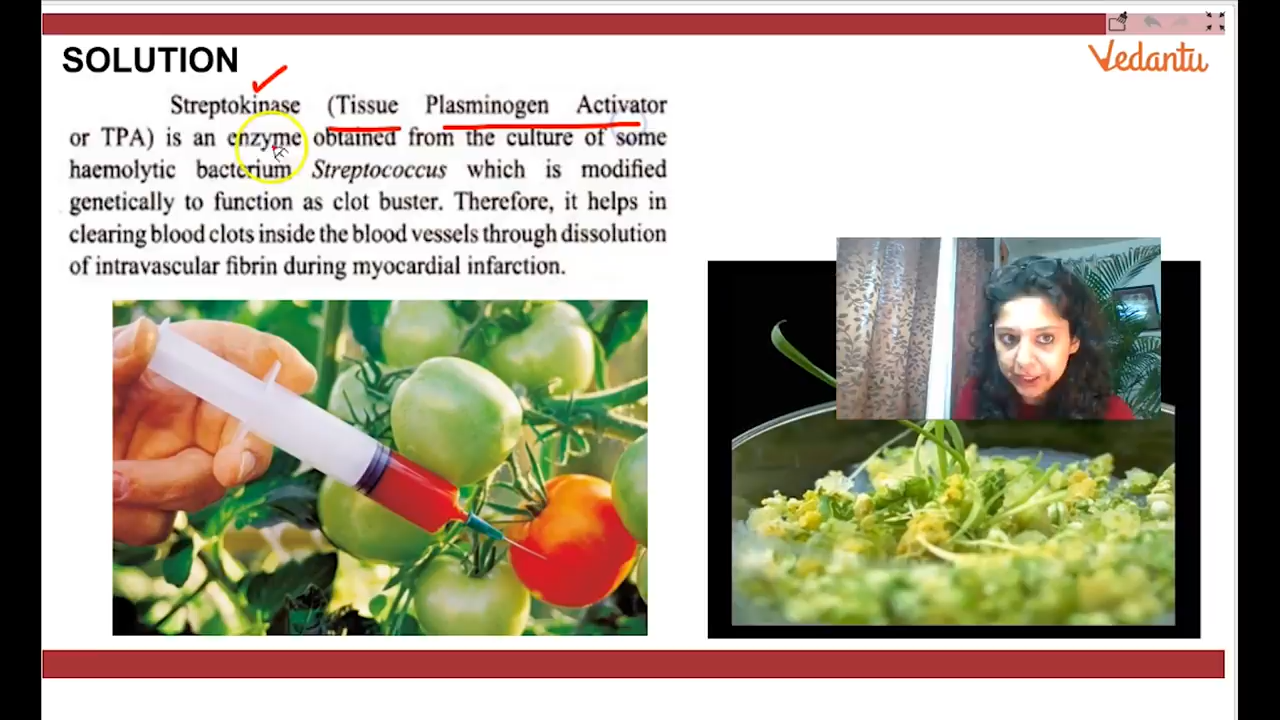 SOLUTION
Vedantu
Streptokinase (Tissue Plasminogen Activator
or TPA) is an enzyme obtained from the culture of some
haemolytic bacterium Streptococcus which is modified
genetically to function as clot buster. Therefore, it helps in
clearing blood clots inside the blood vessels through dissolution
of intravascular fibrin during myocardial infarction.